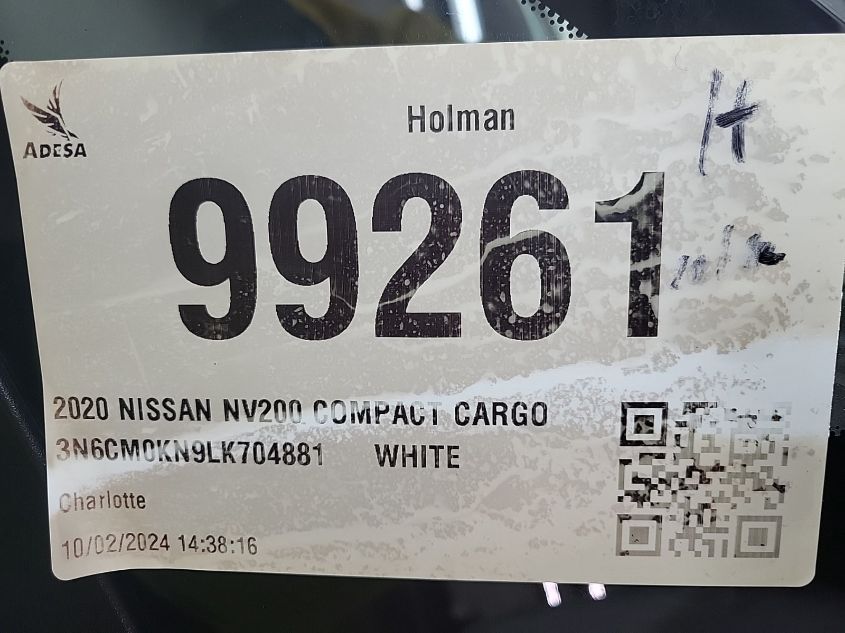 ADESA
Holman
H
99261
2020 NISSAN NV200 COMPACT CARGO
3N6CM0KN9LK704881 WHITE
Charlotte
10/02/2024 14:38:16